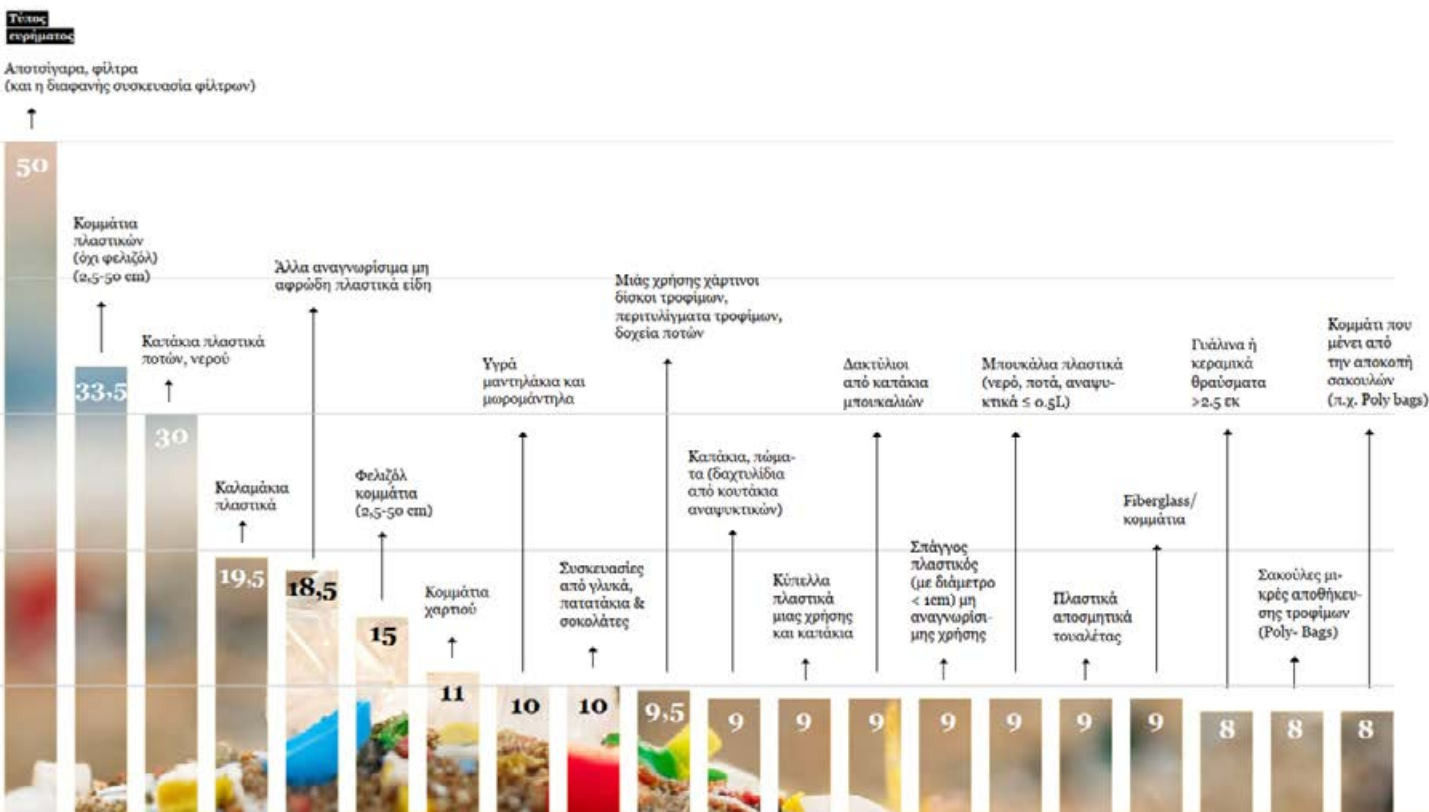 Τύπος
ευρήματος
Αποτσίγαρα, φίλτρα
(και η διαφανής συσκευασία φίλτρων)
50
Κομμάτια
πλαστικών
(όχι φελιζόλ)
(2,5-50 cm)
33,5
Καπάκια πλαστικά
ποτών, νερού
30
Καλαμάκια
πλαστικά
19,5
Άλλα αναγνωρίσιμα μη
αφρώδη πλαστικά είδη
18,5
Φελιζόλ
κομμάτια
(2,5-50 cm)
15
Κομμάτια
χαρτιού
11
Υγρά
μαντηλάκια και
μωρομάντηλα
10
Συσκευασίες
από γλυκά,
πατατάκια &
σοκολάτες
10
Μιάς χρήσης χάρτινοι
δίσκοι τροφίμων,
περιτυλίγματα τροφίμων,
δοχεία ποτών
9,5
Καπάκια, πώμα-
τα (δαχτυλίδια
από κουτάκια
αναψυκτικών)
9
Κύπελλα
πλαστικά
μιας χρήσης
και καπάκια
9
Δακτύλιοι
από καπάκια
μπουκαλιών
9
Σπάγγος
πλαστικός
(με διάμετρο
< 1cm) μη
αναγνωρίσι-
μης χρήσης
9
Μπουκάλια πλαστικά
(νερό, ποτά, αναψυ-
κτικά ≤ 0.5L)
9
Πλαστικά
αποσμητικά
τουαλέτας
9
Fiberglass/
κομμάτια
9
Γυάλινα ή
κεραμικά
θραύσματα
>2.5 εκ
8
Σακούλες μι-
κρές αποθήκευ-
σης τροφίμων
(Poly- Bags)
8
Κομμάτι που
μένει από
την αποκοπή
σακουλών
(π.χ. Poly bags)
8